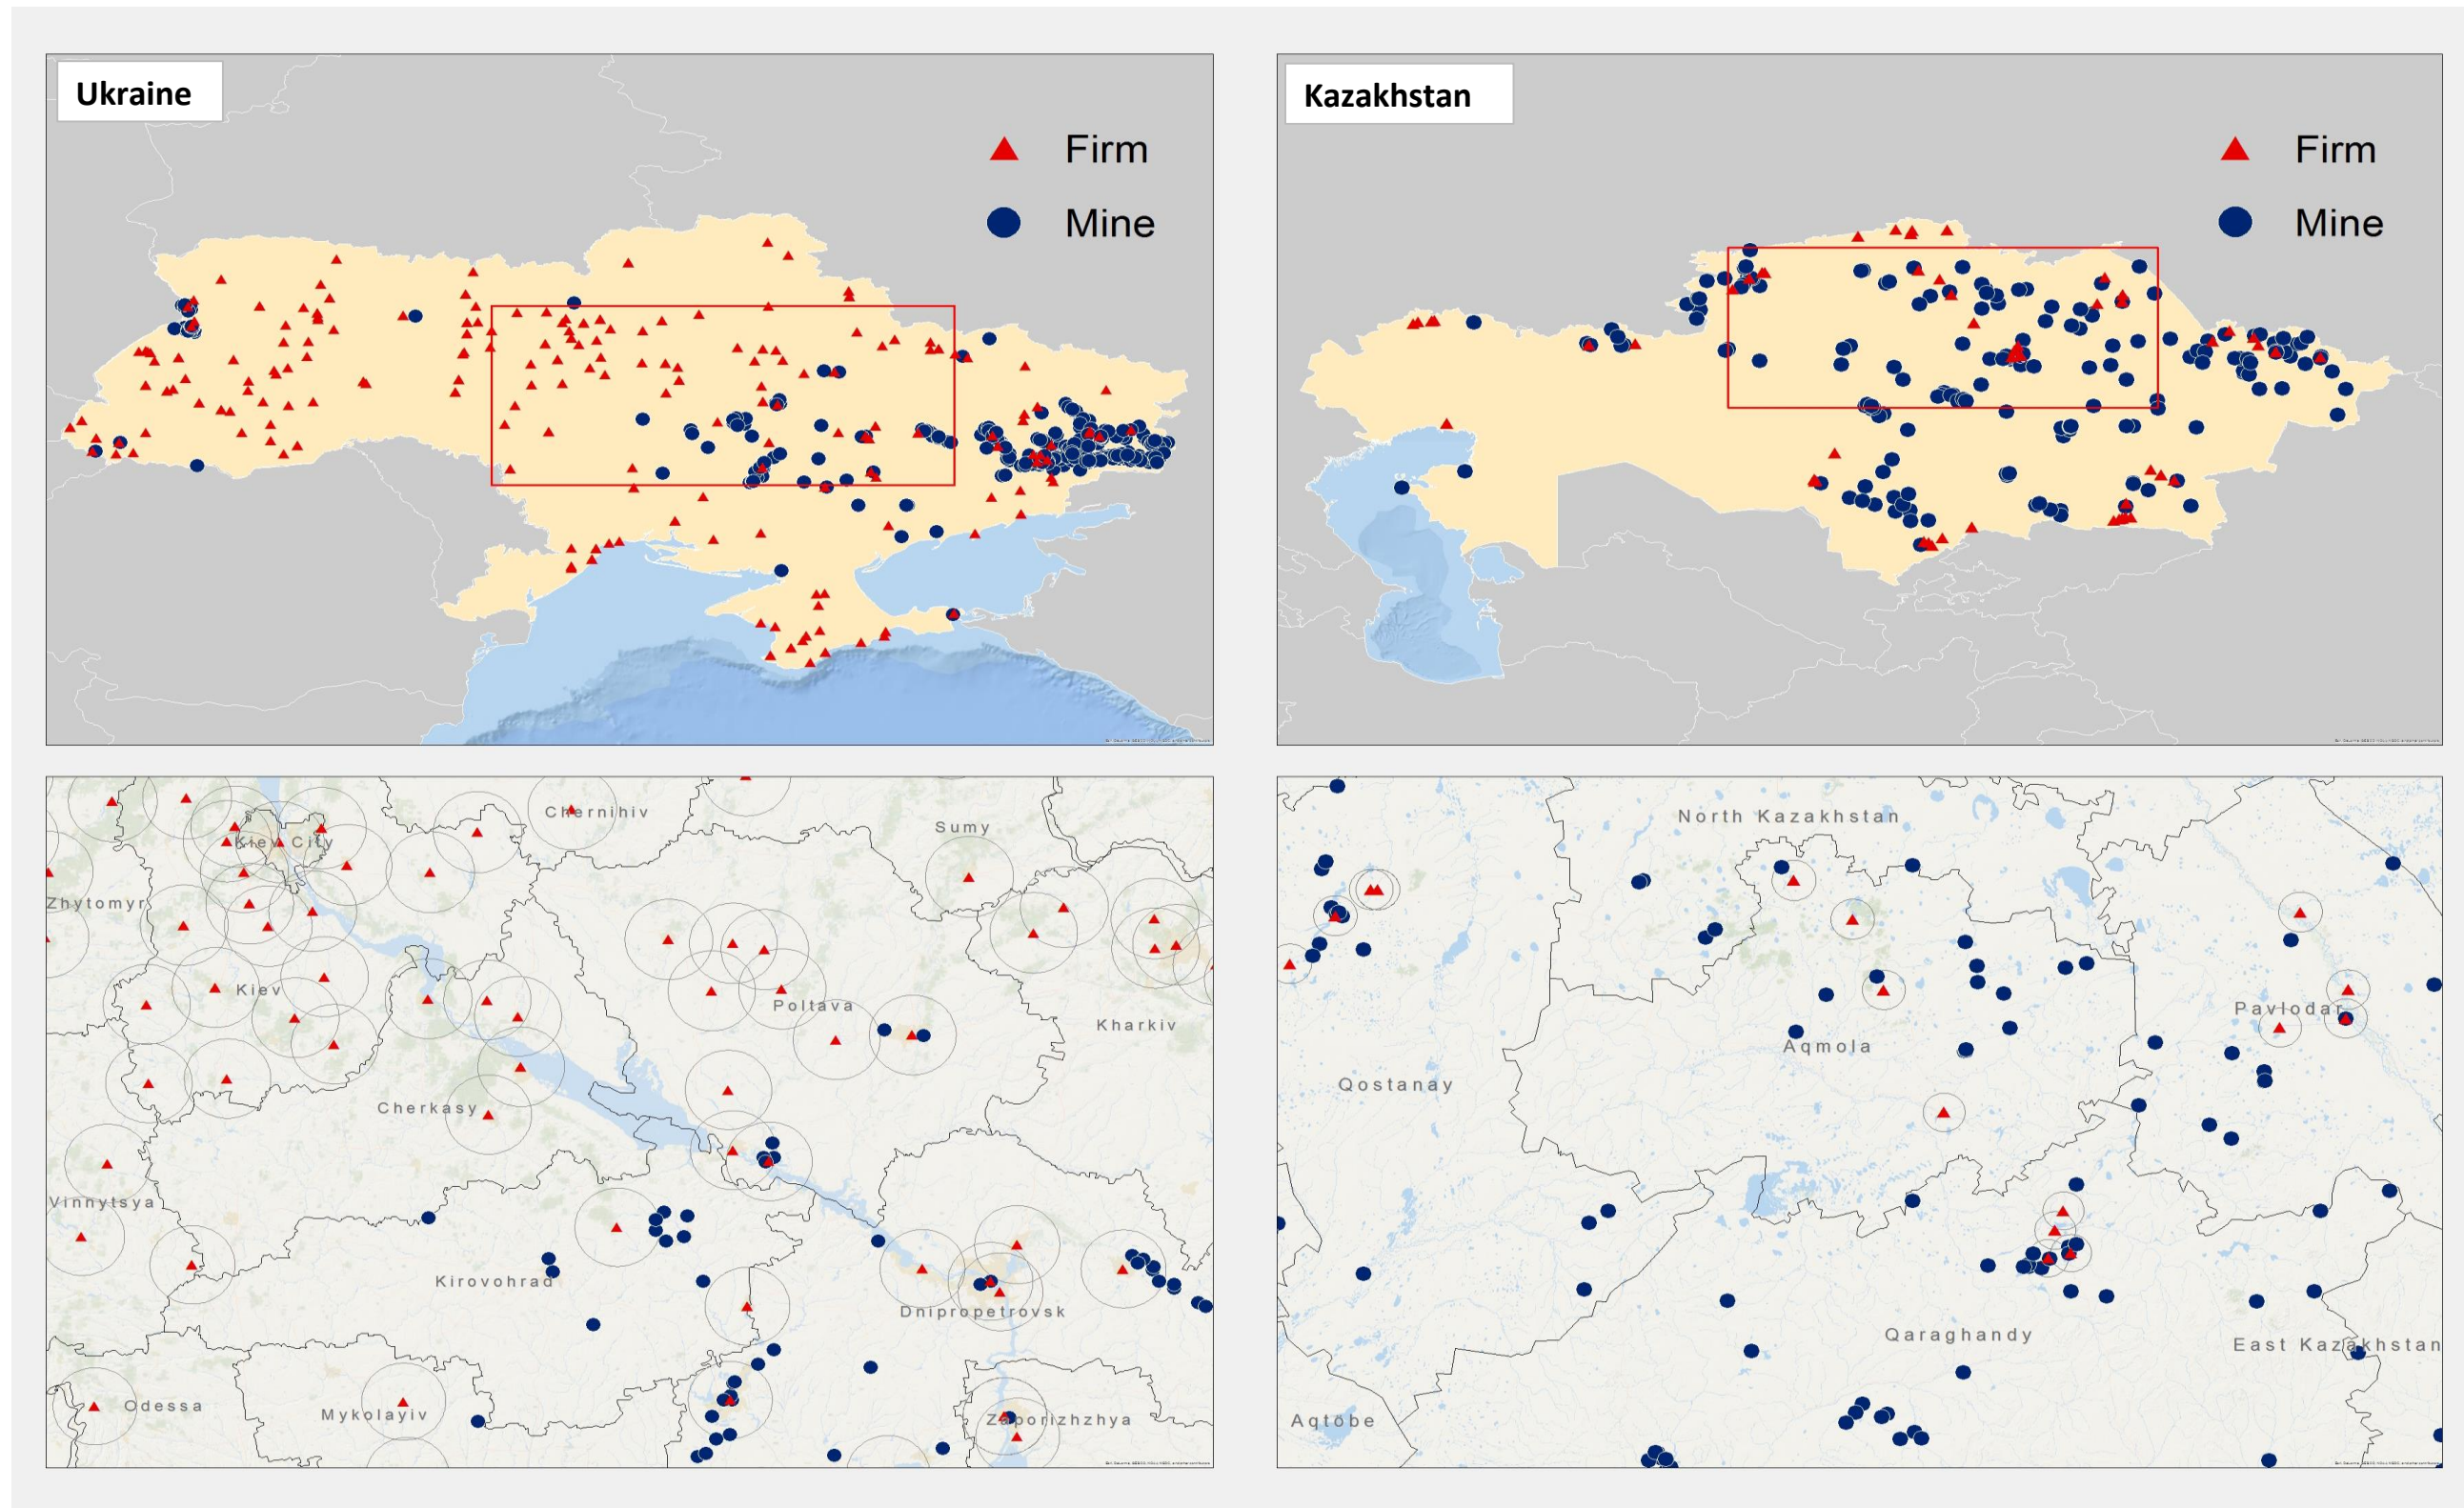 Ukraine
Firm
Mine
Kazakhstan
Firm
Mine
Chernihiv
Sumy
Kiev City
Zhytomyr
Kiev
Poltava
Kharkiv
Cherkasy
Vinnytsya
Kirovohrad
Dnipropetrovsk
Odessa
Mykolayiv
Zaporizhzhya
North Kazakhstan
Pavlodar
Aqmola
Qostanay
Qaraghandy
East Kazakhstan
Aqtöbe